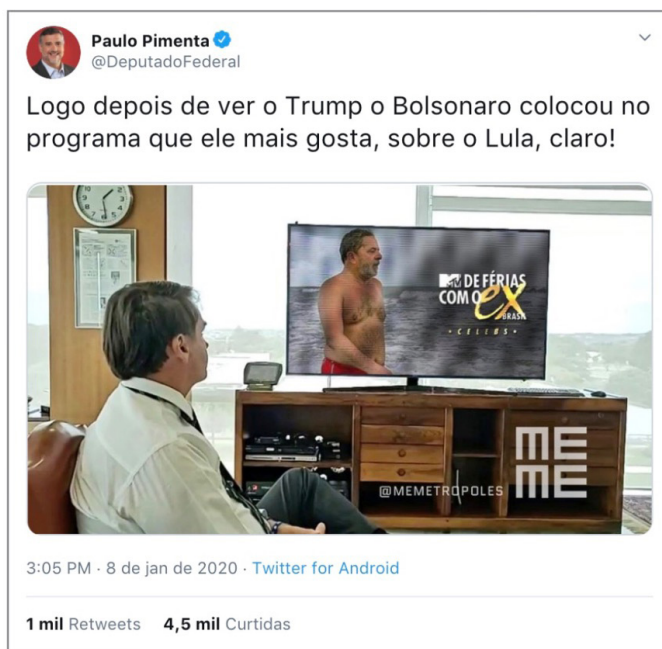 Paulo Pimenta
@DeputadoFederal
Logo depois de ver o Trump o Bolsonaro colocou no
programa que ele mais gosta, sobre o Lula, claro!
MTV DE FÉRIAS
COM O ex
BRASIL
• CELEBS •
@MEMETRÓPOLES
ME
ME
3:05 PM · 8 de jan de 2020 · Twitter for Android
1 mil Retweets 4,5 mil Curtidas